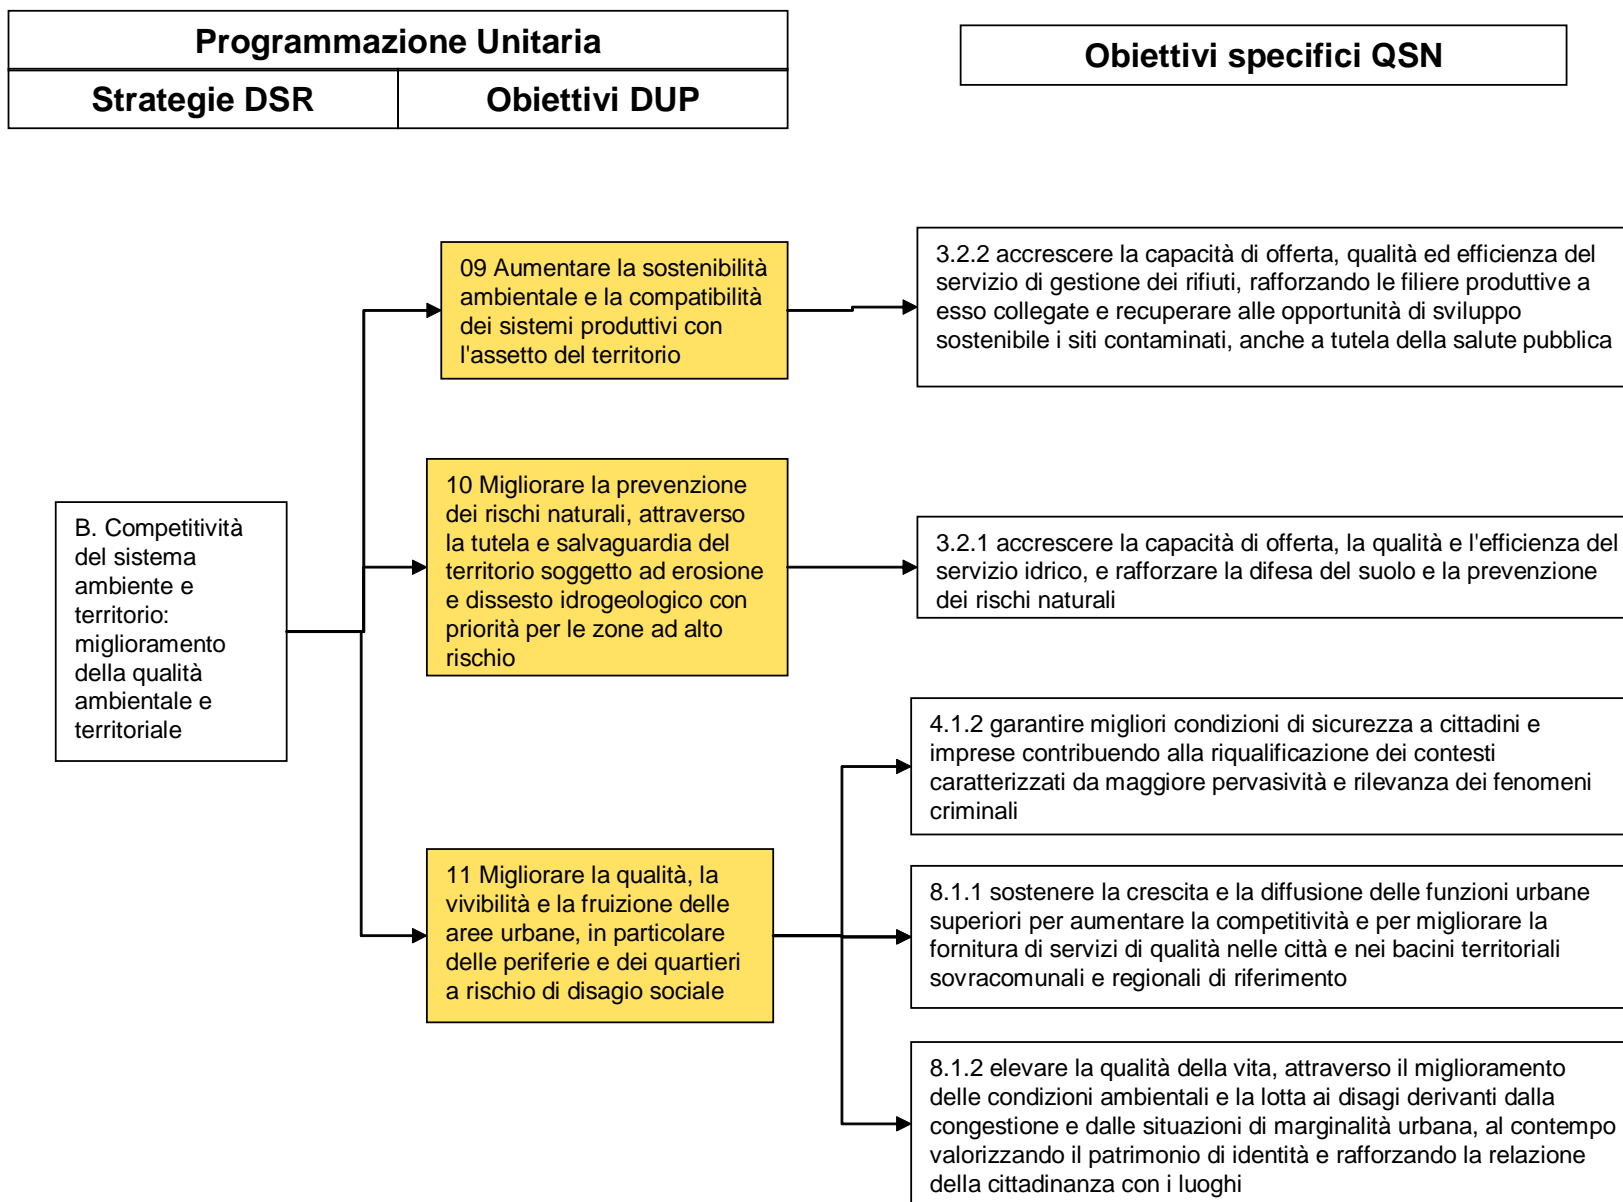 Programmazione Unitaria
Strategie DSR
Obiettivi DUP
Obiettivi specifici QSN
B. Competitività
del sistema
ambiente e
territorio:
miglioramento
della qualità
ambientale e
territoriale
09 Aumentare la sostenibilità
ambientale e la compatibilità
dei sistemi produttivi con
l'assetto del territorio
3.2.2 accrescere la capacità di offerta, qualità ed efficienza del
servizio di gestione dei rifiuti, rafforzando le filiere produttive a
esso collegate e recuperare alle opportunità di sviluppo
sostenibile i siti contaminati, anche a tutela della salute pubblica
10 Migliorare la prevenzione
dei rischi naturali, attraverso
la tutela e salvaguardia del
territorio soggetto ad erosione
e dissesto idrogeologico con
priorità per le zone ad alto
rischio
3.2.1 accrescere la capacità di offerta, la qualità e l'efficienza del
servizio idrico, e rafforzare la difesa del suolo e la prevenzione
dei rischi naturali
11 Migliorare la qualità, la
vivibilità e la fruizione delle
aree urbane, in particolare
delle periferie e dei quartieri
a rischio di disagio sociale
4.1.2 garantire migliori condizioni di sicurezza a cittadini e
imprese contribuendo alla riqualificazione dei contesti
caratterizzati da maggiore pervasività e rilevanza dei fenomeni
criminali
8.1.1 sostenere la crescita e la diffusione delle funzioni urbane
superiori per aumentare la competitività e per migliorare la
fornitura di servizi di qualità nelle città e nei bacini territoriali
sovracomunali e regionali di riferimento
8.1.2 elevare la qualità della vita, attraverso il miglioramento
delle condizioni ambientali e la lotta ai disagi derivanti dalla
congestione e dalle situazioni di marginalità urbana, al contempo
valorizzando il patrimonio di identità e rafforzando la relazione
della cittadinanza con i luoghi